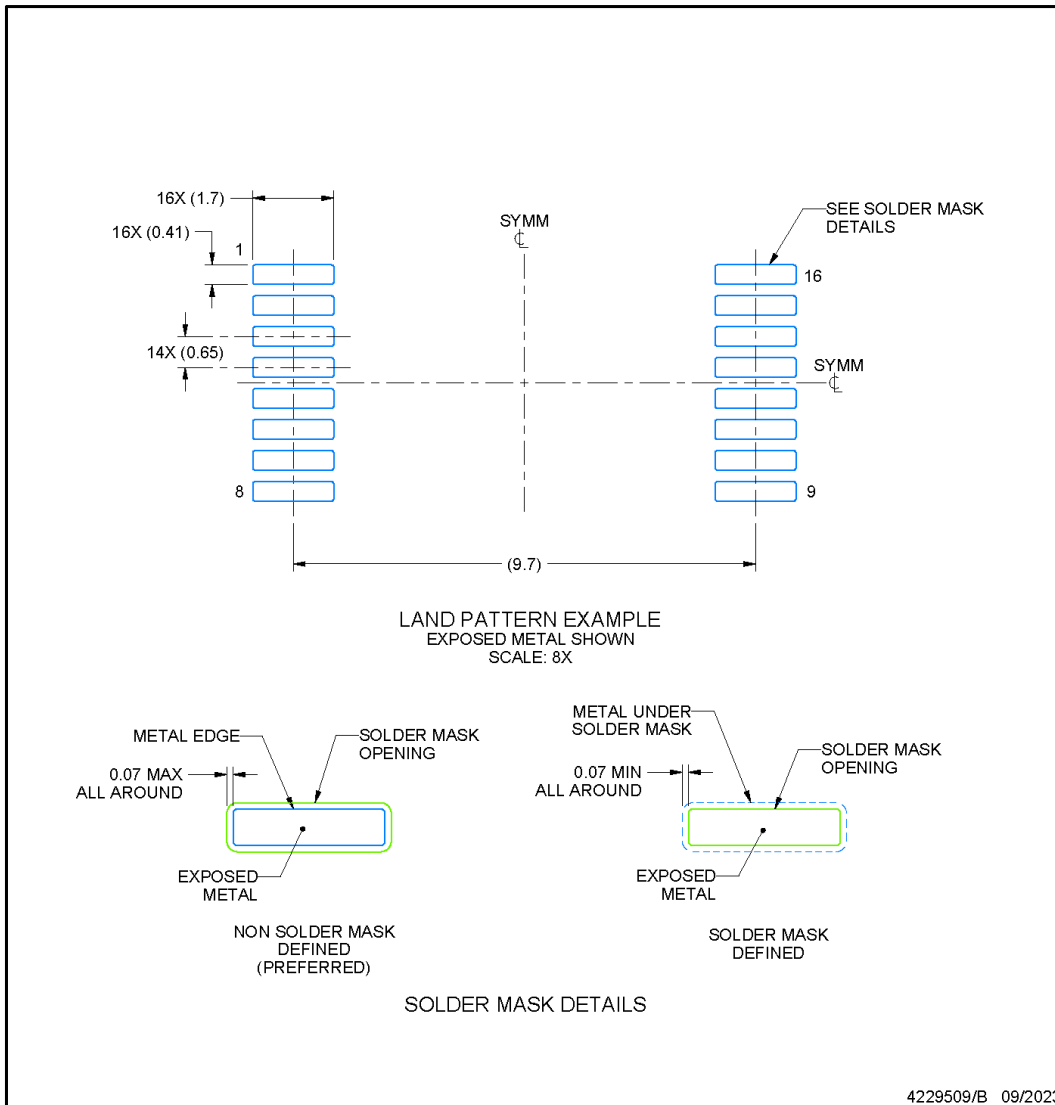 16X (1.7)
16X (0.41)
1
SYMM
SEE SOLDER MASK
DETAILS
16
14X (0.65)
SYMM
8
9
(9.7)
LAND PATTERN EXAMPLE
EXPOSED METAL SHOWN
SCALE: 8X
METAL EDGE
SOLDER MASK
OPENING
0.07 MAX
ALL AROUND
EXPOSED
METAL
NON SOLDER MASK
DEFINED
(PREFERRED)
METAL UNDER
SOLDER MASK
SOLDER MASK
OPENING
0.07 MIN
ALL AROUND
EXPOSED
METAL
SOLDER MASK
DEFINED
SOLDER MASK DETAILS
4229509/B 09/2023